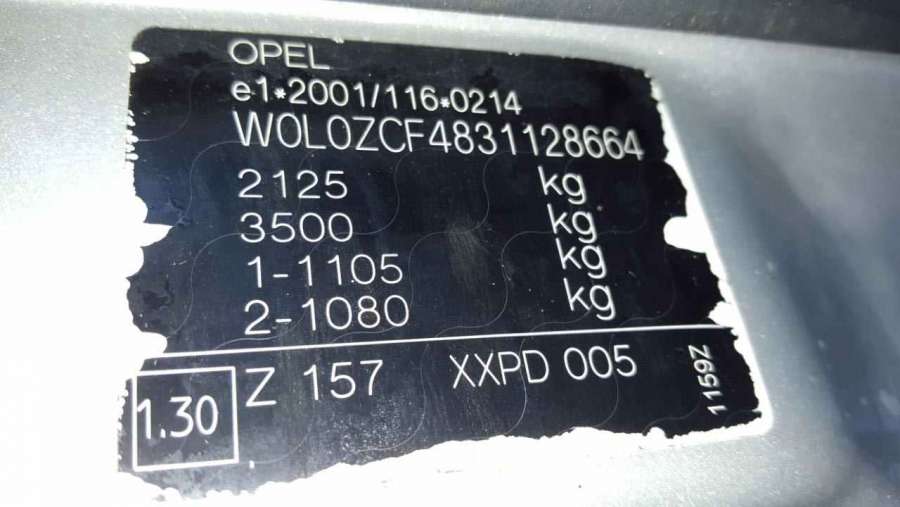 OPEL
e1*2001/116*0214
W0L0ZCF4831128664
2125 kg
3500 kg
1-1105 kg
2-1080 kg
1.30 Z 157 XXPD 005
1159Z